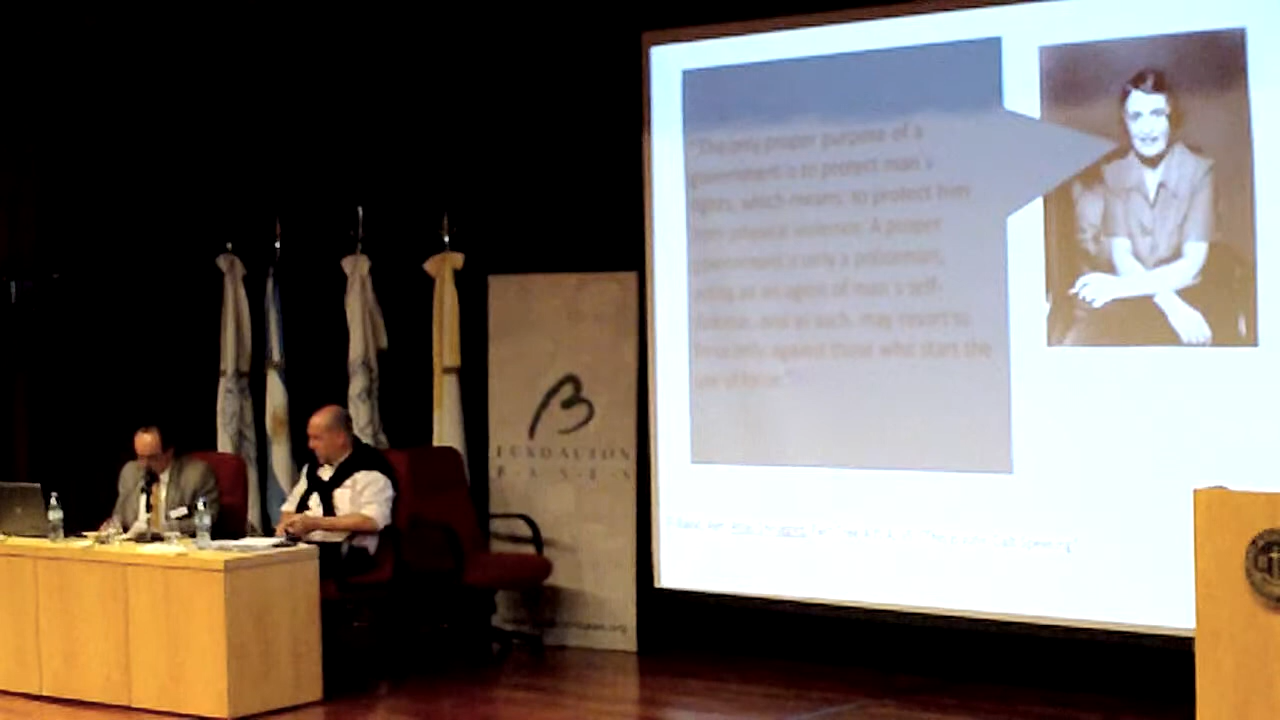 "The only proper purpose of a
government is to protect man's
rights, which means: to protect him
from physical violence. A proper
government is only a policeman,
acting as an agent of man's self-
defense, and as such, may resort to
force only against those who start the
use of force."
β
FUNDACION
B A S E S